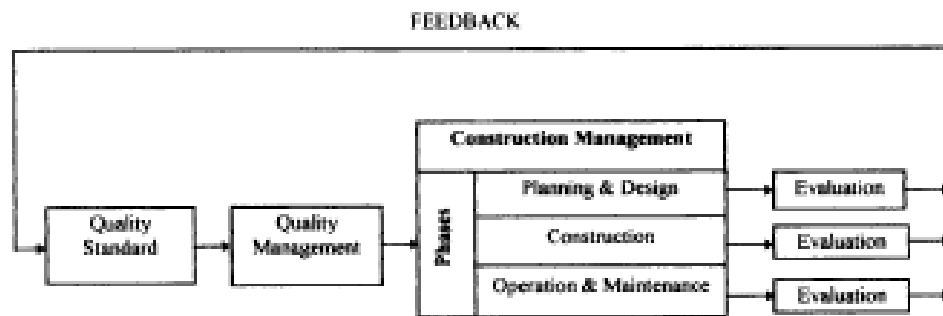 FEEDBACK
Construction Management
Phases
Planning & Design
Construction
Operation & Maintenance
Quality
Standard
Quality
Management
Evaluation
Evaluation
Evaluation